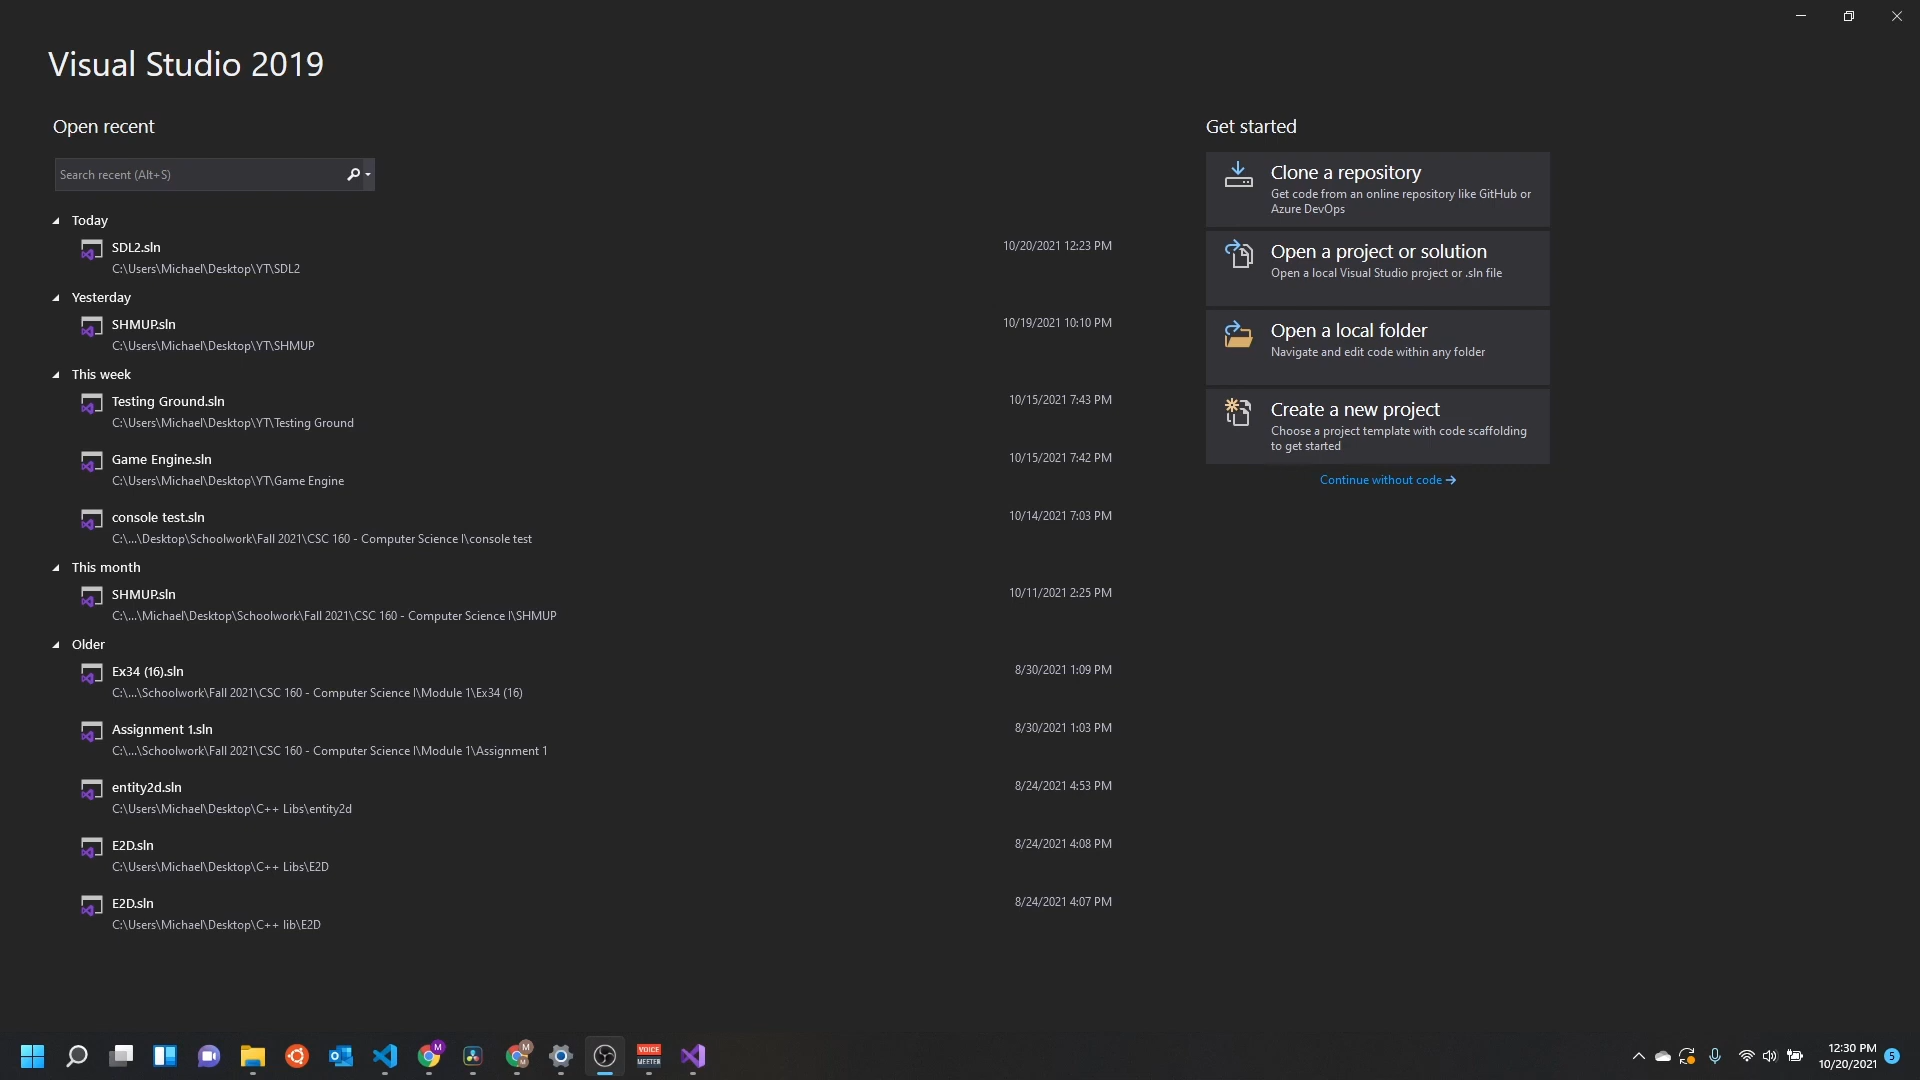 Visual Studio 2019
Open recent
Search recent (Alt+S)
Today
SDL2.sln
10/20/2021 12:23 PM
C:\Users\Michael\Desktop\YT\SDL2
Yesterday
SHMUP.sln
10/19/2021 10:10 PM
C:\Users\Michael\Desktop\YT\SHMUP
This week
Testing Ground.sln
10/15/2021 7:43 PM
C:\Users\Michael\Desktop\YT\Testing Ground
Game Engine.sln
10/15/2021 7:42 PM
C:\Users\Michael\Desktop\YT\Game Engine
console test.sln
10/14/2021 7:03 PM
C:\...\Desktop\Schoolwork\Fall 2021\CSC 160 - Computer Science I\console test
This month
SHMUP.sln
10/11/2021 2:25 PM
C:\...\Michael\Desktop\Schoolwork\Fall 2021\CSC 160 - Computer Science I\SHMUP
Older
Ex34 (16).sln
8/30/2021 1:09 PM
C:\...\Schoolwork\Fall 2021\CSC 160 - Computer Science I\Module 1\Ex34 (16)
Assignment 1.sln
8/30/2021 1:03 PM
C:\...\Schoolwork\Fall 2021\CSC 160 - Computer Science I\Module 1\Assignment 1
entity2d.sln
8/24/2021 4:53 PM
C:\Users\Michael\Desktop\C++ Libs\entity2d
E2D.sln
8/24/2021 4:08 PM
C:\Users\Michael\Desktop\C++ Libs\E2D
E2D.sln
8/24/2021 4:07 PM
C:\Users\Michael\Desktop\C++ lib\E2D
Get started
Clone a repository
Get code from an online repository like GitHub or
Azure DevOps
Open a project or solution
Open a local Visual Studio project or .sln file
Open a local folder
Navigate and edit code within any folder
Create a new project
Choose a project template with code scaffolding
to get started
Continue without code →
M
M
M
VOICE
MEETER
12:30 PM
10/20/2021
5